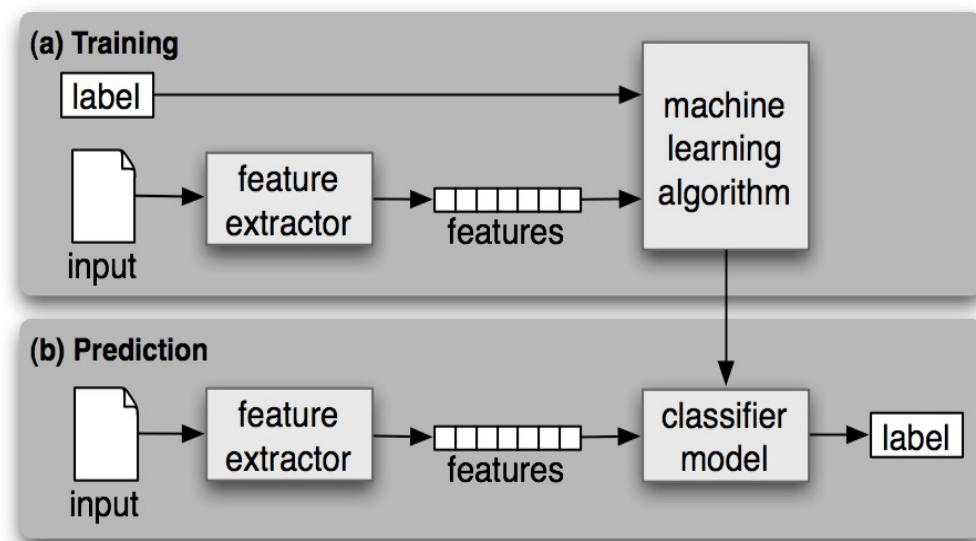 (a) Training
label
machine
learning
algorithm
feature
extractor
features
input
(b) Prediction
feature
extractor
features
input
classifier
model
label